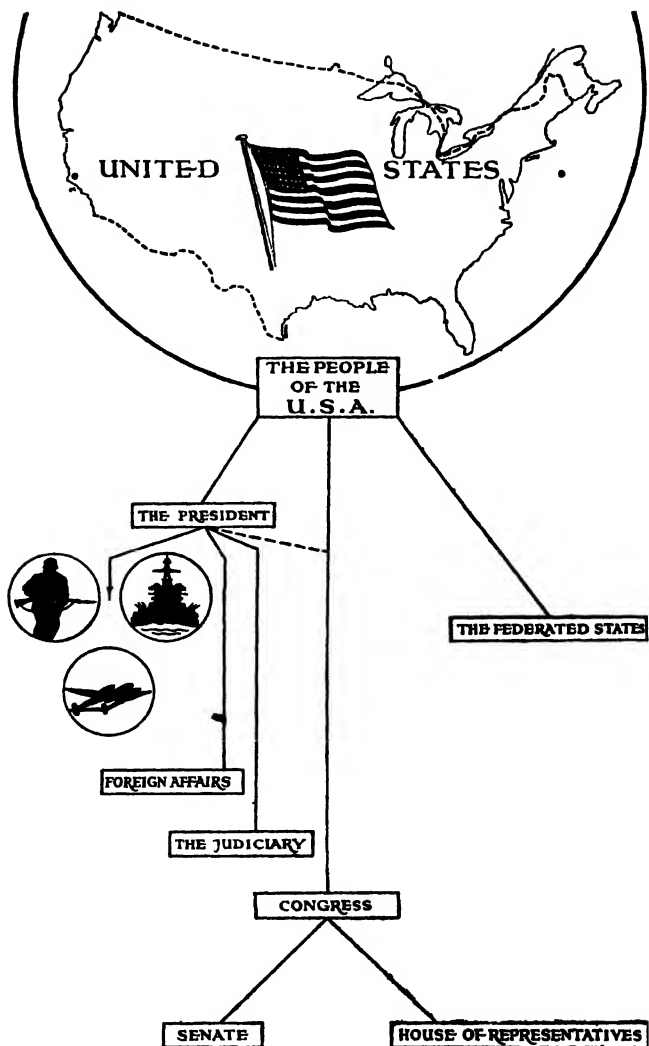 UNITED STATES
THE PEOPLE
OF THE
U.S.A.
THE PRESIDENT
THE FEDERATED STATES
FOREIGN AFFAIRS
THE JUDICIARY
CONGRESS
SENATE
HOUSE OF REPRESENTATIVES